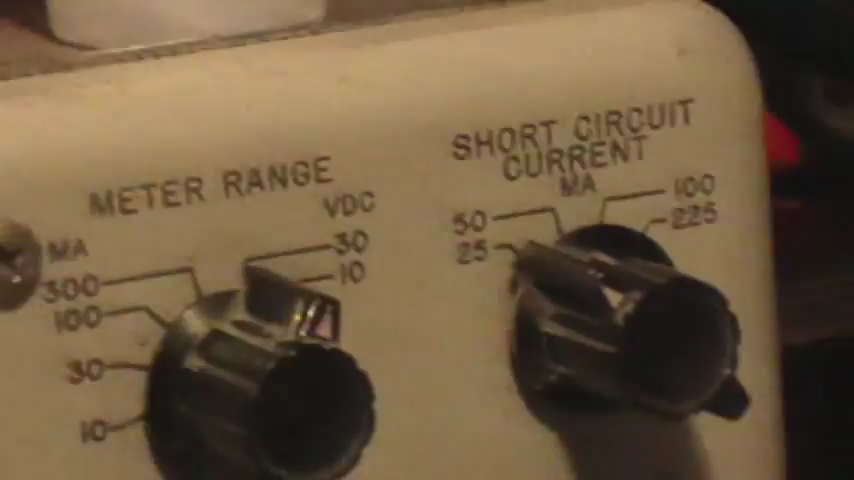 METER RANGE
VDC
MA
30
300
10
100
30
10
SHORT CIRCUIT
CURRENT
MA
50
100
25
225